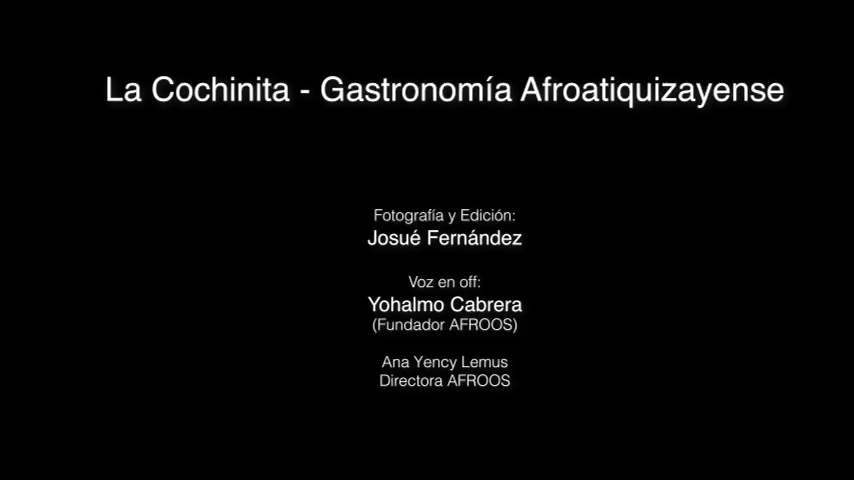 La Cochinita - Gastronomía Afroatiquizayense
Fotografía y Edición:
Josué Fernández
Voz en off:
Yohalmo Cabrera
(Fundador AFROOS)
Ana Yency Lemus
Directora AFROOS